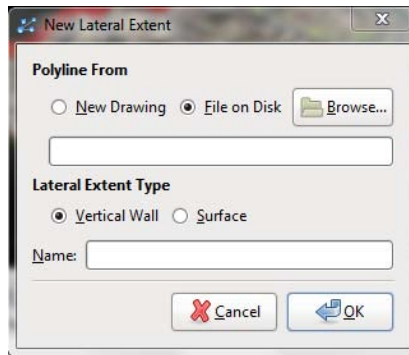 New Lateral Extent
Polyline From
New Drawing File on Disk Browse...
Lateral Extent Type
Vertical Wall Surface
Name:
Cancel OK